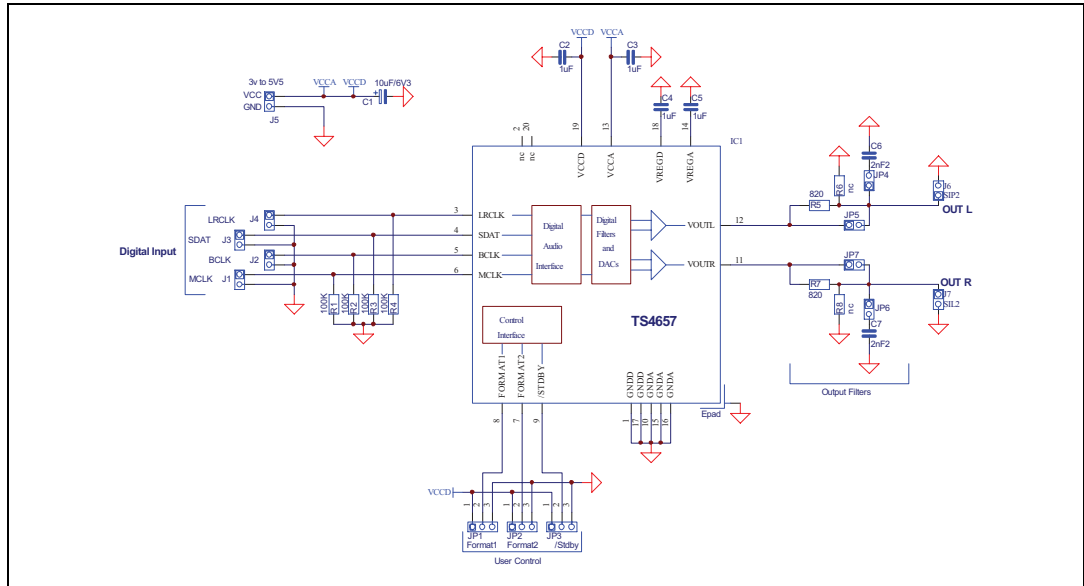 VCCD VCCA
C2 C3
1uF 1uF
3v to 5V5 VCCA VCCD 10uF/6V3
VCC
GND
J5
+
C1
C4 C5
1uF 1uF
2 20 19 13 18 14
nc nc VCCD VCCA VREGD VREGA
IC1
C6
2nF2
JP4
R6 nc
J6
SIP2
820
R5
OUT L
JP5
Digital Input
LRCLK J4
SDAT J3
BCLK J2
MCLK J1
3 LRCLK
4 SDAT
5 BCLK
6 MCLK
Digital
Audio
Interface
Digital
Filters
and
DACs
VOUTL 12
VOUTR 11
JP7
R7
820
OUT R
J7
SIL2
R8 nc
JP6
C7
2nF2
100K 100K 100K 100K
R1 R2 R3 R4
Control
Interface
TS4657
FORMAT1 FORMAT2 /STDBY
8 7 9
GNDD GNDD GNDA GNDA GNDA
1 17 10 15 16
Epad
Output Filters
VCCD
1 2 3 1 2 3 1 2 3
JP1 JP2 JP3
Format1 Format2 /Stdby
User Control